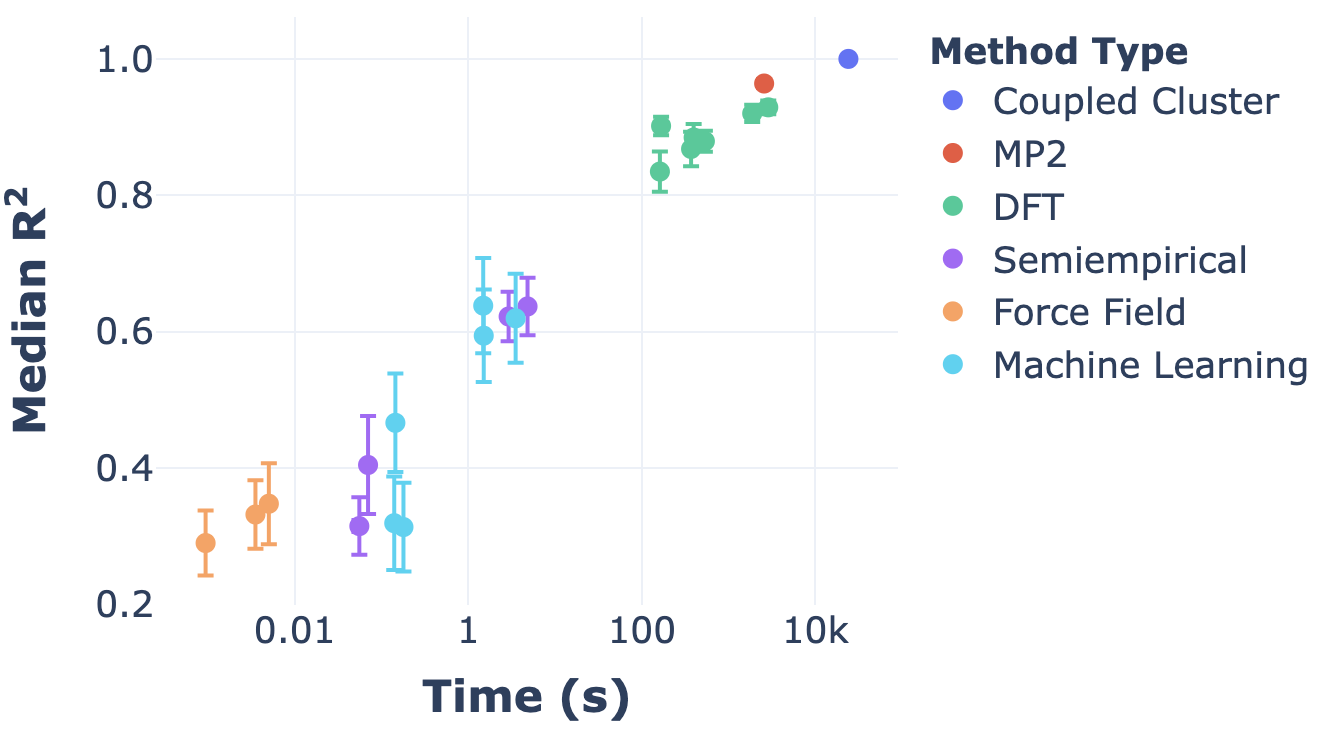 Median R²
1.0
0.8
0.6
0.4
0.2
0.01
1
100
10k
Time (s)
Method Type
Coupled Cluster
MP2
DFT
Semiempirical
Force Field
Machine Learning